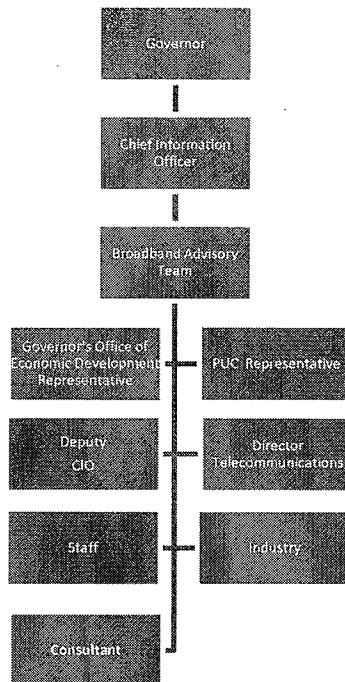 Governor
Chief Information
Officer
Broadband Advisory
Team
Governor's Office of
Economic Development
Representative
PUC Representative
Deputy
CIO
Director
Telecommunications
Staff
Industry
Consultant